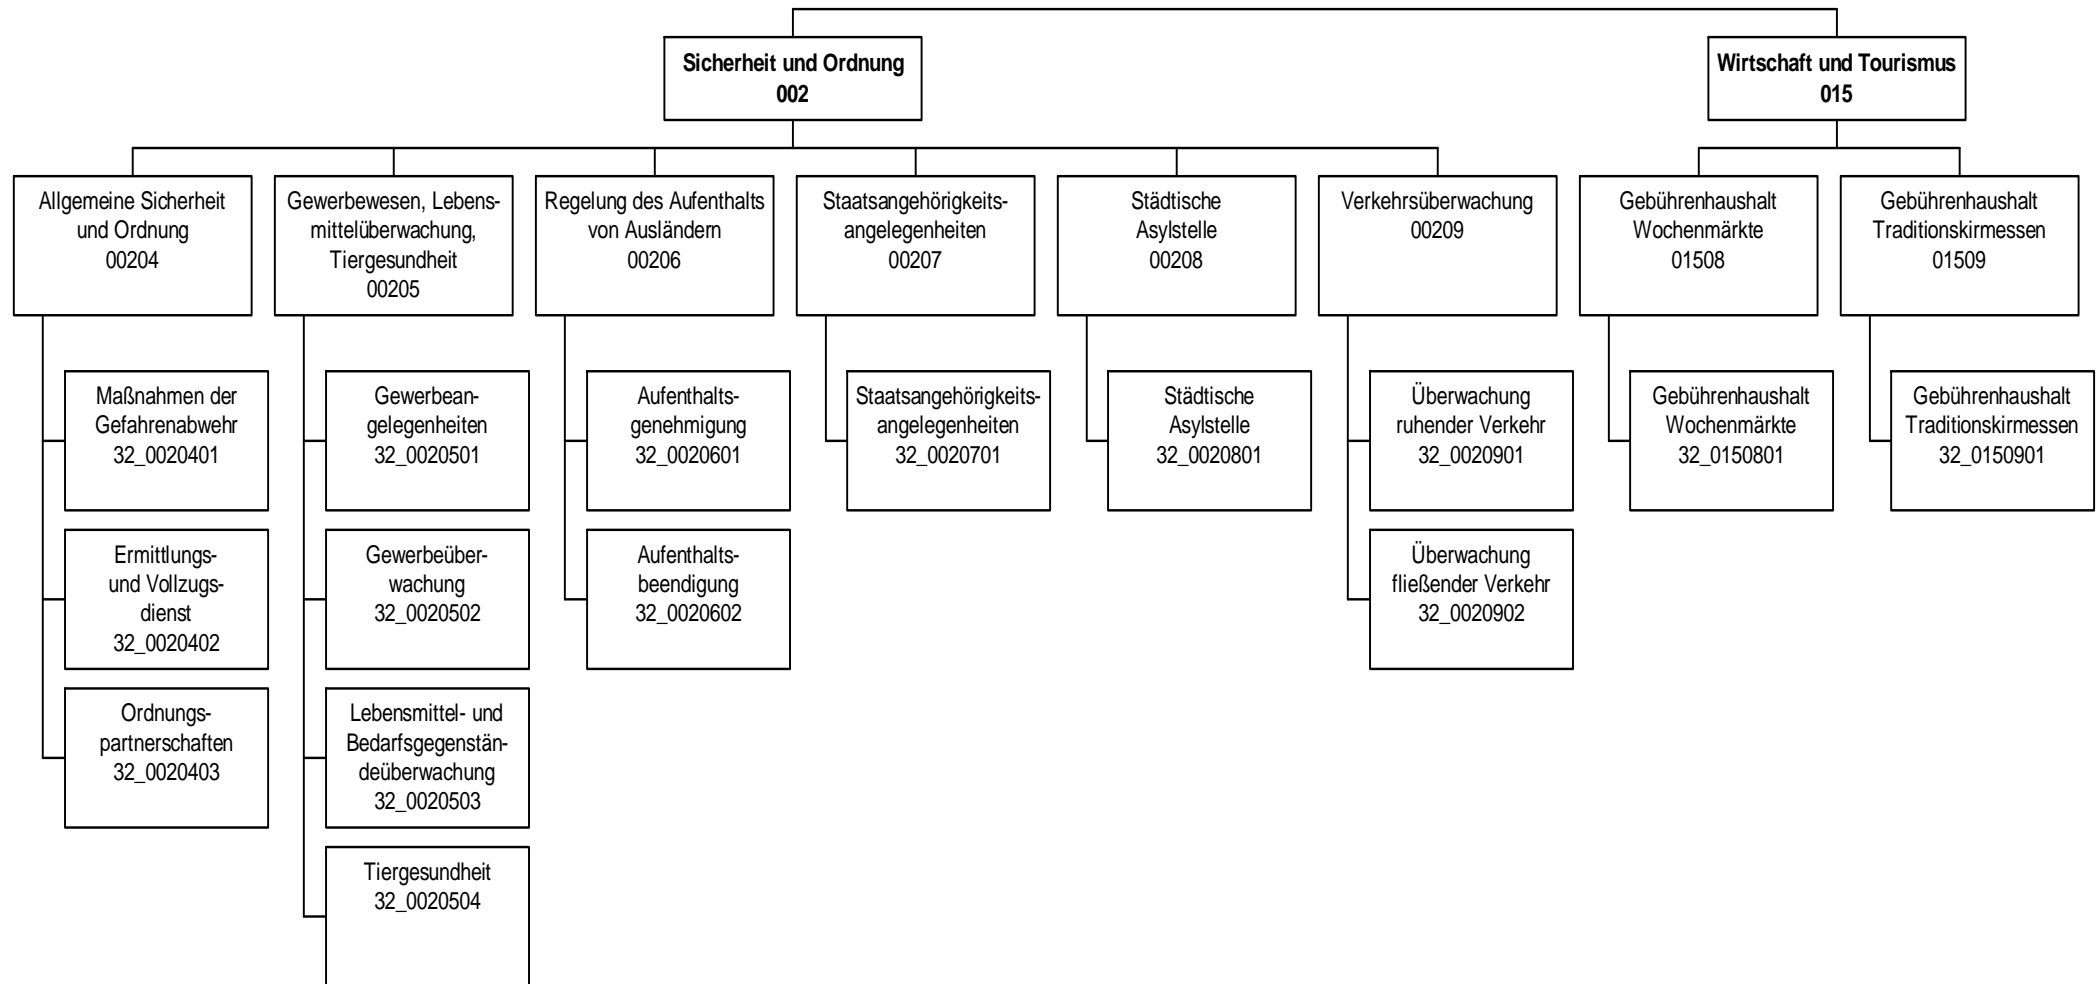 Sicherheit und Ordnung
002
Wirtschaft und Tourismus
015
Allgemeine Sicherheit
und Ordnung
00204
Gewerbewesen, Lebens-
mittelüberwachung,
Tiergesundheit
00205
Regelung des Aufenthalts
von Ausländern
00206
Staatsangehörigkeits-
angelegenheiten
00207
Städtische
Asylstelle
00208
Verkehrsüberwachung
00209
Gebührenhaushalt
Wochenmärkte
01508
Gebührenhaushalt
Traditionskirmessen
01509
Maßnahmen der
Gefahrenabwehr
32_0020401
Gewerbean-
gelegenheiten
32_0020501
Aufenthalts-
genehmigung
32_0020601
Staatsangehörigkeits-
angelegenheiten
32_0020701
Städtische
Asylstelle
32_0020801
Überwachung
ruhender Verkehr
32_0020901
Gebührenhaushalt
Wochenmärkte
32_0150801
Gebührenhaushalt
Traditionskirmessen
32_0150901
Ermittlungs-
und Vollzugs-
dienst
32_0020402
Gewerbeüber-
wachung
32_0020502
Aufenthalts-
beendigung
32_0020602
Überwachung
fließender Verkehr
32_0020902
Ordnungs-
partnerschaften
32_0020403
Lebensmittel- und
Bedarfsgegenstän-
deüberwachung
32_0020503
Tiergesundheit
32_0020504